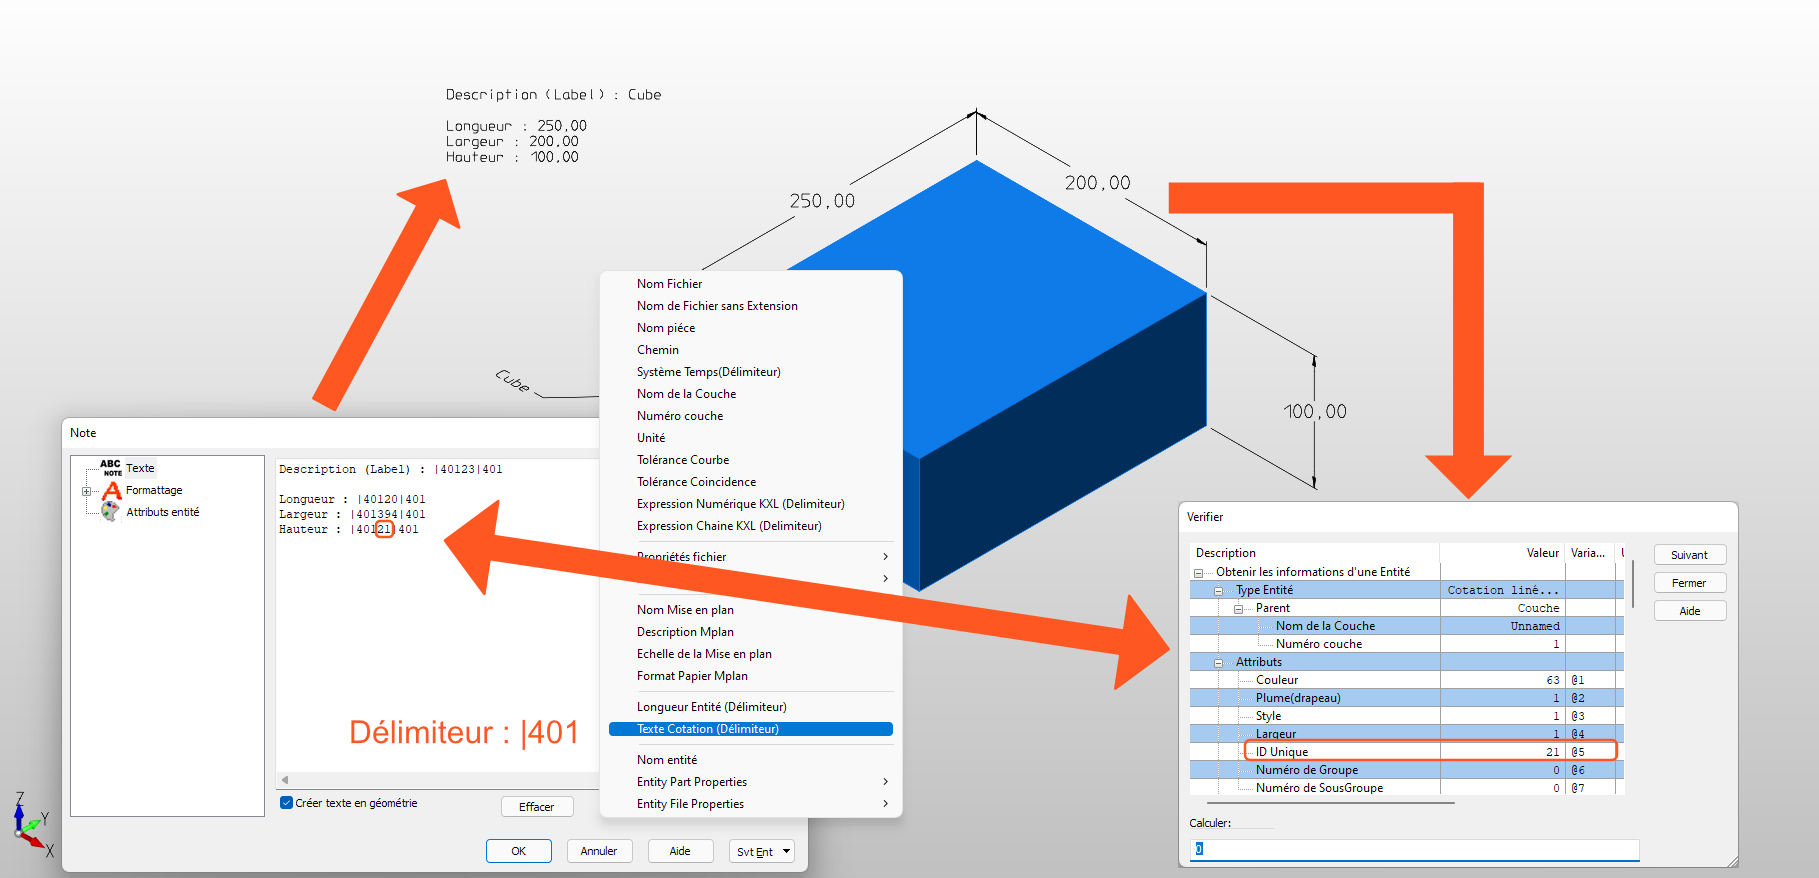 Description (Label) : Cube
Longueur : 250,00
Largeur : 200,00
Hauteur : 100,00
250,00
200,00
100,00
Cube
Note
ABC NOTE Texte
Formattage
Attributs entité
Description (Label) : |40123|401
Longueur : |40120|401
Largeur : |401394|401
Hauteur : |40121|401
Délimiteur : |401
Créer texte en géométrie
Effacer
OK
Annuler
Aide
Svt Ent
Nom Fichier
Nom de Fichier sans Extension
Nom piéce
Chemin
Système Temps(Délimiteur)
Nom de la Couche
Numéro couche
Unité
Tolérance Courbe
Tolérance Coincidence
Expression Numérique KXL (Delimiteur)
Expression Chaine KXL (Delimiteur)
Propriétés fichier
Nom Mise en plan
Description Mplan
Echelle de la Mise en plan
Format Papier Mplan
Longueur Entité (Délimiteur)
Texte Cotation (Délimiteur)
Nom entité
Entity Part Properties
Entity File Properties
Z
Y
X
Verifier
Description Valeur Varia...
Obtenir les informations d'une Entité
Type Entité Cotation liné...
Parent Couche
Nom de la Couche Unnamed
Numéro couche 1
Attributs
Couleur 63 @1
Plume(drapeau) 1 @2
Style 1 @3
Largeur 1 @4
ID Unique 21 @5
Numéro de Groupe 0 @6
Numéro de SousGroupe 0 @7
Suivant
Fermer
Aide
Calculer:
0